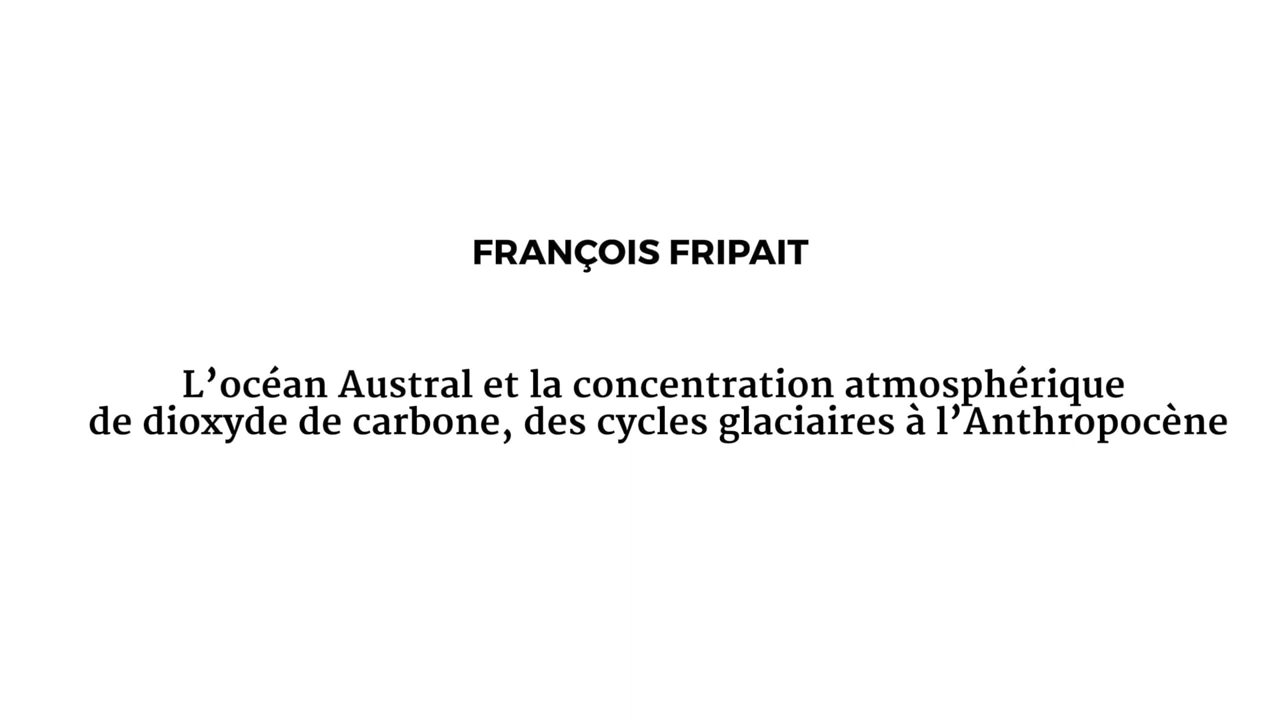 FRANÇOIS FRIPAIT
L’océan Austral et la concentration atmosphérique
de dioxyde de carbone, des cycles glaciaires à l’Anthropocène